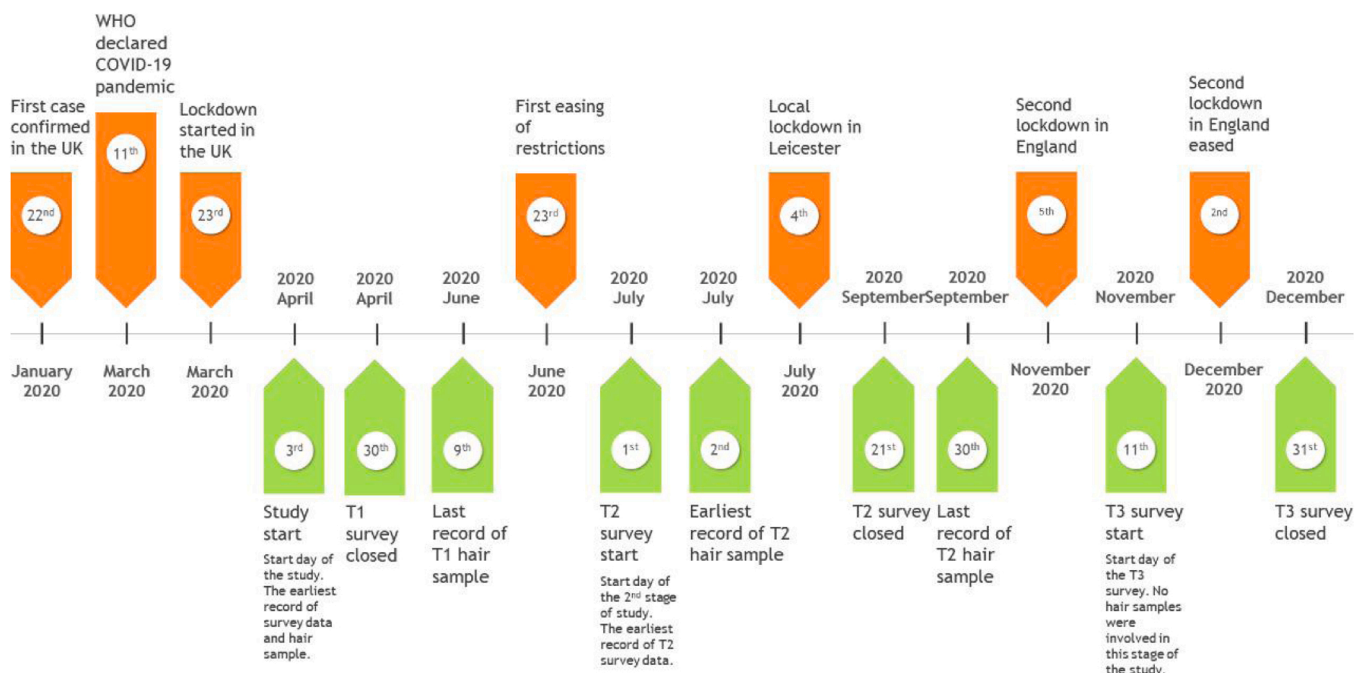 WHO
declared
COVID-19
pandemic
First case
confirmed
in the UK
Lockdown
started in
the UK
First easing
of
restrictions
Local
lockdown in
Leicester
Second
lockdown in
England
Second
lockdown
in England
eased
22nd
11th
23rd
23rd
4th
5th
2nd
2020
April
2020
April
2020
June
2020
July
2020
July
2020
September
2020
September
2020
November
2020
December
January
2020
March
2020
March
2020
June
2020
July
2020
November
2020
December
2020
3rd
30th
9th
1st
2nd
21st
30th
11th
31st
Study
start
Start day of
the study.
The earliest
record of
survey data
and hair
sample.
T1
survey
closed
Last
record of
T1 hair
sample
T2
survey
start
Start day of
the 2nd stage
of study.
The earliest
record of T2
survey data.
Earliest
record of T2
hair sample
T2 survey
closed
Last
record of
T2 hair
sample
T3 survey
start
Start day of
the T3
survey. No
hair samples
were
involved in
this stage of
the study.
T3 survey
closed